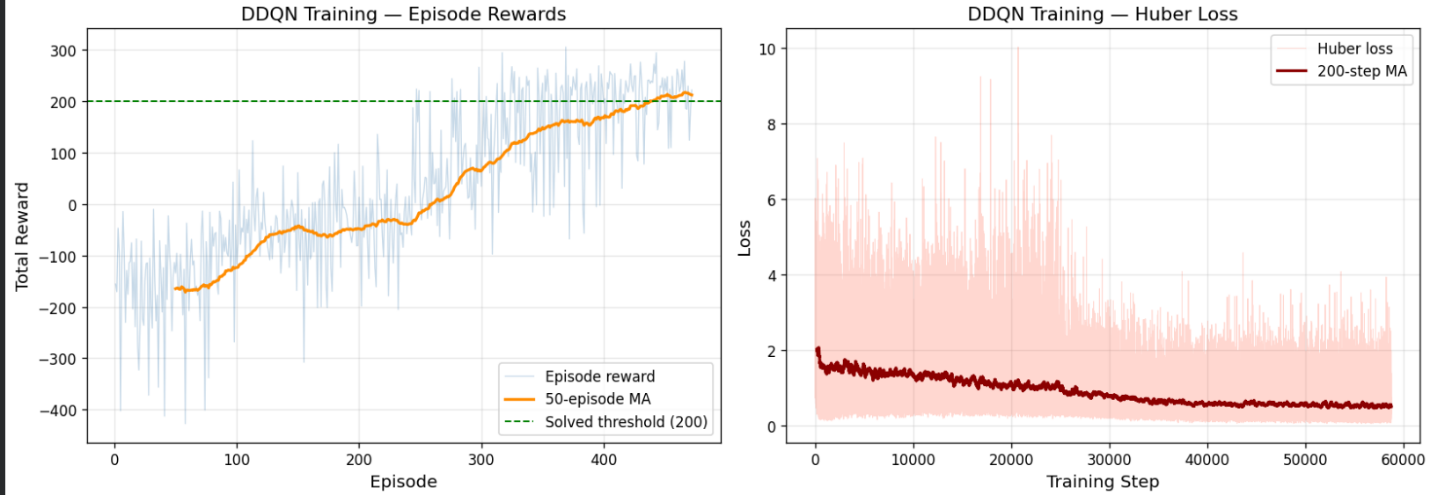 DDQN Training — Episode Rewards
300
200
100
0
−100
−200
−300
−400
Total Reward
Episode reward
50-episode MA
Solved threshold (200)
0
100
200
300
400
Episode
DDQN Training — Huber Loss
10
8
6
4
2
0
Loss
Huber loss
200-step MA
0
10000
20000
30000
40000
50000
60000
Training Step